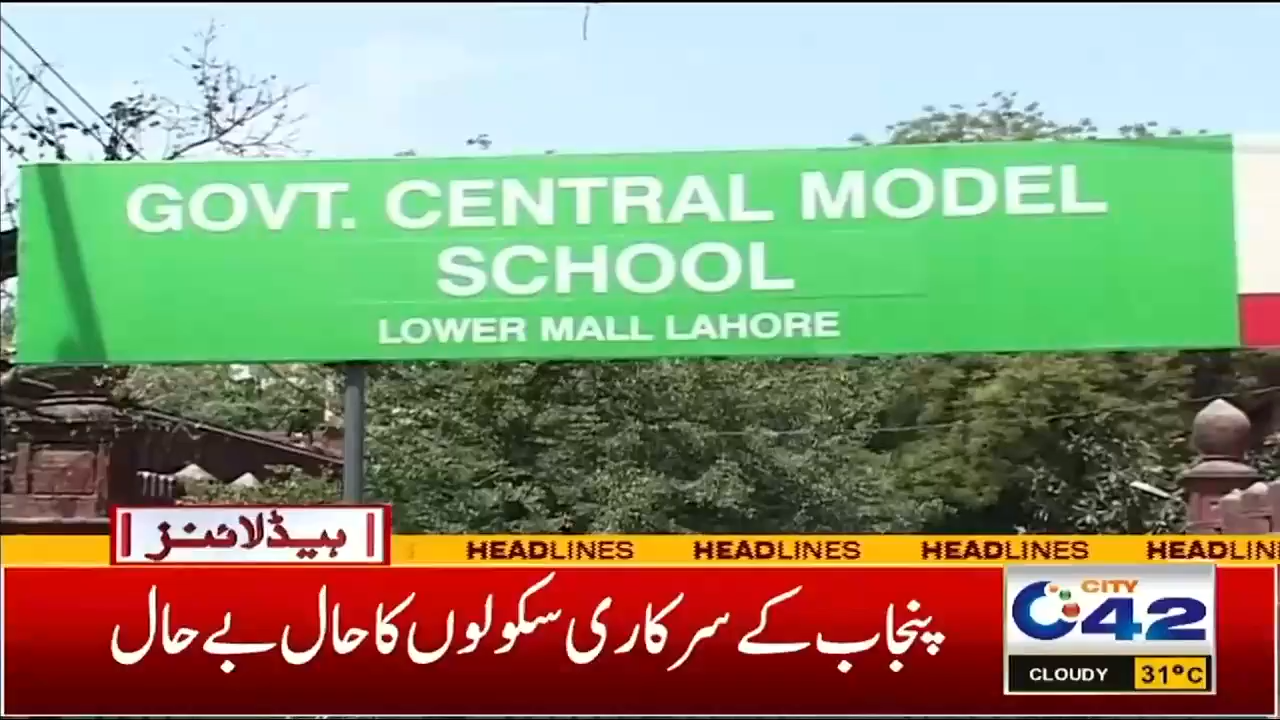 GOVT. CENTRAL MODEL
SCHOOL
LOWER MALL LAHORE
ہیڈلائنز
HEADLINES HEADLINES HEADLINES HEADLIN
پنجاب کے سرکاری سکولوں کا حال بے حال
CITY
42
CLOUDY 31°C